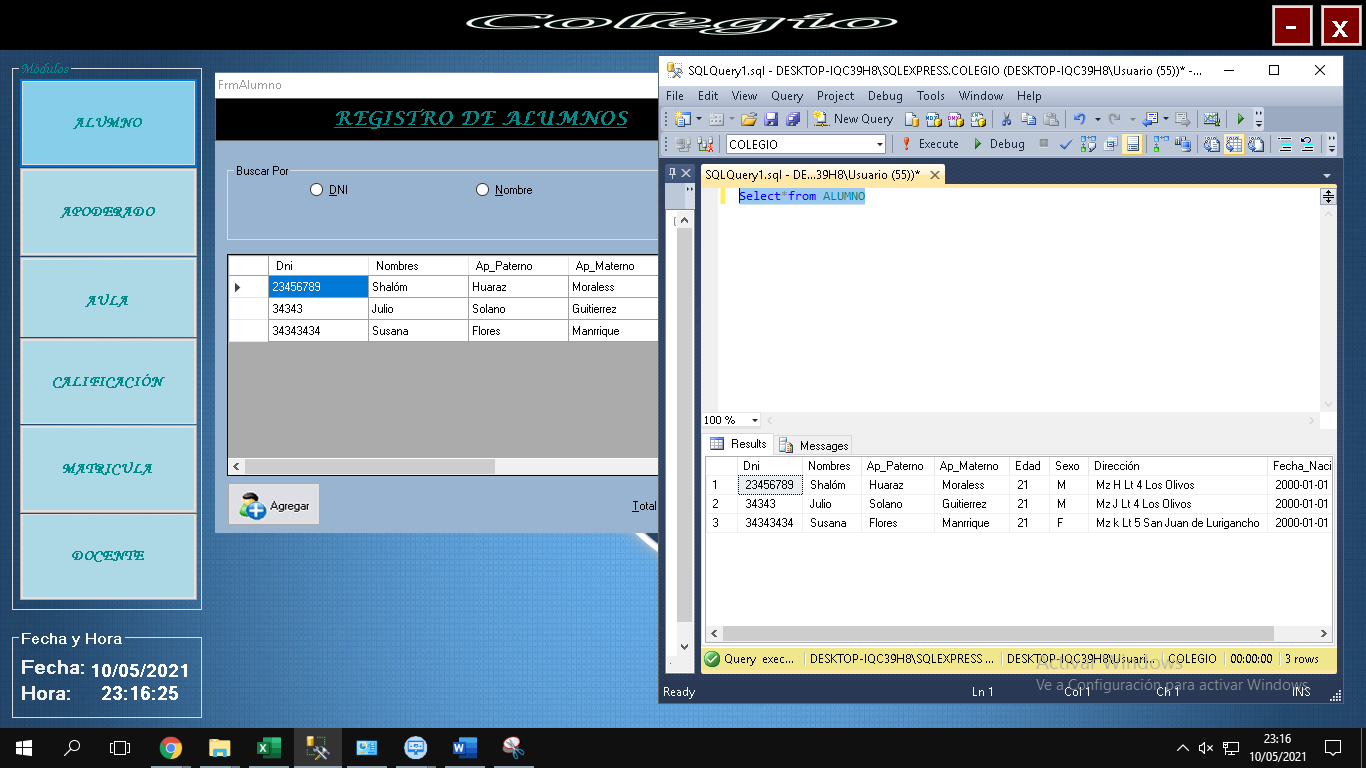 Colegio
- x
Módulos
ALUMNO
APODERADO
AULA
CALIFICACIÓN
MATRICULA
DOCENTE
Fecha y Hora
Fecha: 10/05/2021
Hora: 23:16:25
FrmAlumno
REGISTRO DE ALUMNOS
Buscar Por
DNI Nombre
Dni Nombres Ap_Paterno Ap_Materno
23456789 Shalóm Huaraz Moraless
34343 Julio Solano Guitierrez
34343434 Susana Flores Manrrique
Agregar
Total
SQLQuery1.sql - DESKTOP-IQC39H8\SQLEXPRESS.COLEGIO (DESKTOP-IQC39H8\Usuario (55))* -...
File Edit View Query Project Debug Tools Window Help
New Query
COLEGIO Execute Debug
SQLQuery1.sql - DE...39H8\Usuario (55))*
Select*from ALUMNO
100 %
Results Messages
Dni Nombres Ap_Paterno Ap_Materno Edad Sexo Dirección Fecha_Naci
1 23456789 Shalóm Huaraz Moraless 21 M Mz H Lt 4 Los Olivos 2000-01-01
2 34343 Julio Solano Guitierrez 21 M Mz J Lt 4 Los Olivos 2000-01-01
3 34343434 Susana Flores Manrrique 21 F Mz k Lt 5 San Juan de Lurigancho 2000-01-01
Query exec... DESKTOP-IQC39H8\SQLEXPRESS ... DESKTOP-IQC39H8\Usuari... COLEGIO 00:00:00 3 rows
Activar Windows
Ve a Configuración para activar Windows.
Ready Ln 1 Col 1 Ch 1 INS
23:16
10/05/2021